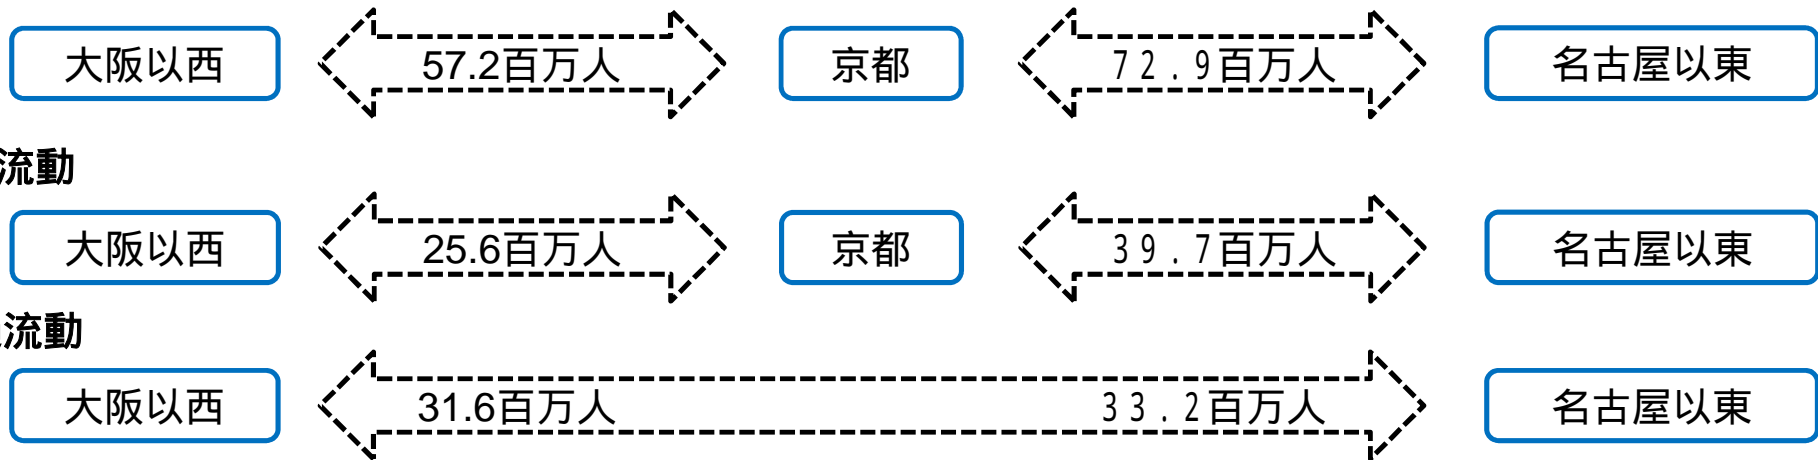 大阪以西 57.2百万人 京都 72.9百万人 名古屋以東
流動
大阪以西 25.6百万人 京都 39.7百万人 名古屋以東
流動
大阪以西 31.6百万人 33.2百万人 名古屋以東